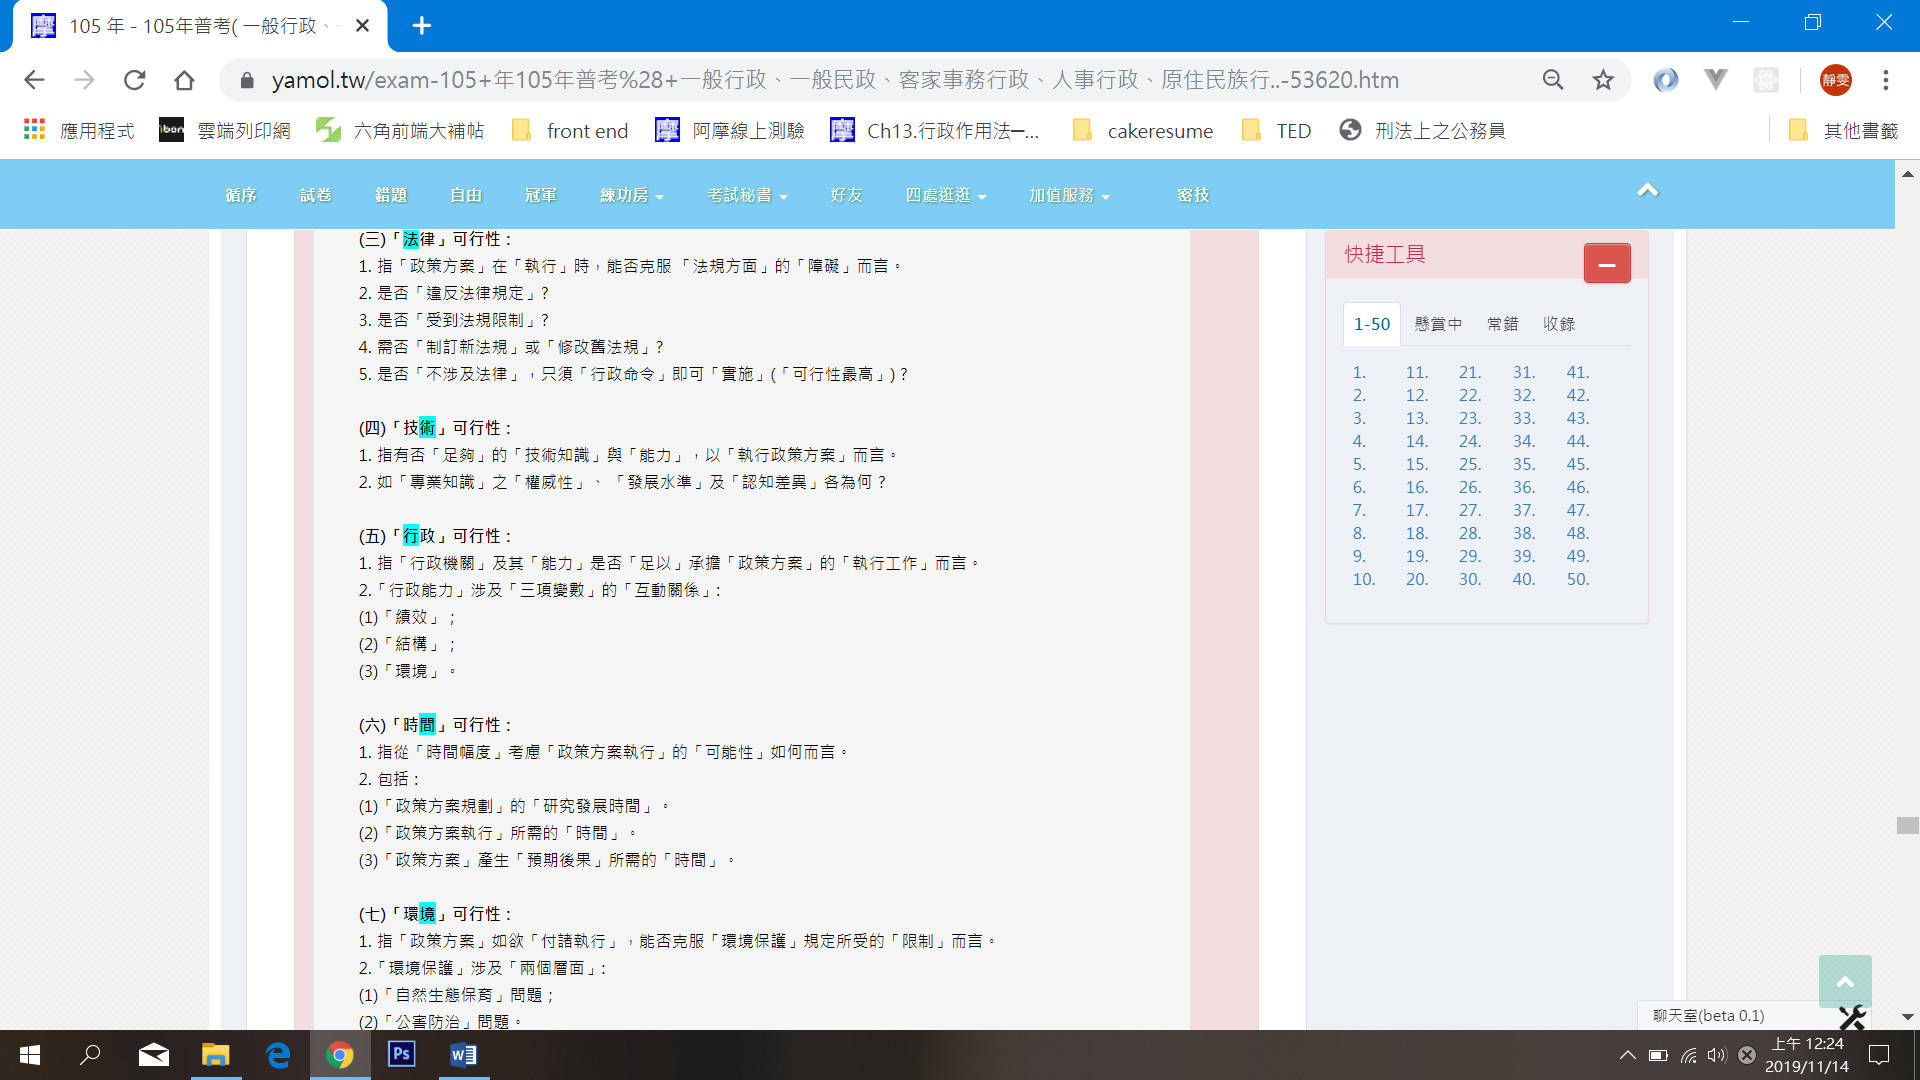 105 年 - 105年普考( 一般行政、
yamol.tw/exam-105+年105年普考%28+一般行政、一般民政、客家事務行政、人事行政、原住民族行..-53620.htm
靜雯
應用程式 ibon 雲端列印網 六角前端大補帖 front end 阿摩線上測驗 Ch13.行政作用法—... cakeresume TED 刑法上之公務員 其他書籤
循序 試卷 錯題 自由 冠軍 練功房 考試秘書 好友 四處逛逛 加值服務 密技
(三)「法律」可行性：
1. 指「政策方案」在「執行」時，能否克服 「法規方面」的「障礙」而言。
2. 是否「違反法律規定」?
3. 是否「受到法規限制」?
4. 需否「制訂新法規」或「修改舊法規」?
5. 是否「不涉及法律」，只須「行政命令」即可「實施」(「可行性最高」)？
(四)「技術」可行性：
1. 指有否「足夠」的「技術知識」與「能力」，以「執行政策方案」而言。
2. 如「專業知識」之「權威性」、「發展水準」及「認知差異」各為何？
(五)「行政」可行性：
1. 指「行政機關」及其「能力」是否「足以」承擔「政策方案」的「執行工作」而言。
2.「行政能力」涉及「三項變數」的「互動關係」:
(1)「績效」；
(2)「結構」；
(3)「環境」。
(六)「時間」可行性：
1. 指從「時間幅度」考慮「政策方案執行」的「可能性」如何而言。
2. 包括：
(1)「政策方案規劃」的「研究發展時間」。
(2)「政策方案執行」所需的「時間」。
(3)「政策方案」產生「預期後果」所需的「時間」。
(七)「環境」可行性：
1. 指「政策方案」如欲「付諸執行」，能否克服「環境保護」規定所受的「限制」而言。
2.「環境保護」涉及「兩個層面」:
(1)「自然生態保育」問題；
(2)「公害防治」問題。
快捷工具
1-50 懸賞中 常錯 收錄
1. 11. 21. 31. 41.
2. 12. 22. 32. 42.
3. 13. 23. 33. 43.
4. 14. 24. 34. 44.
5. 15. 25. 35. 45.
6. 16. 26. 36. 46.
7. 17. 27. 37. 47.
8. 18. 28. 38. 48.
9. 19. 29. 39. 49.
10. 20. 30. 40. 50.
聊天室(beta 0.1)
Ps
上午 12:24
2019/11/14